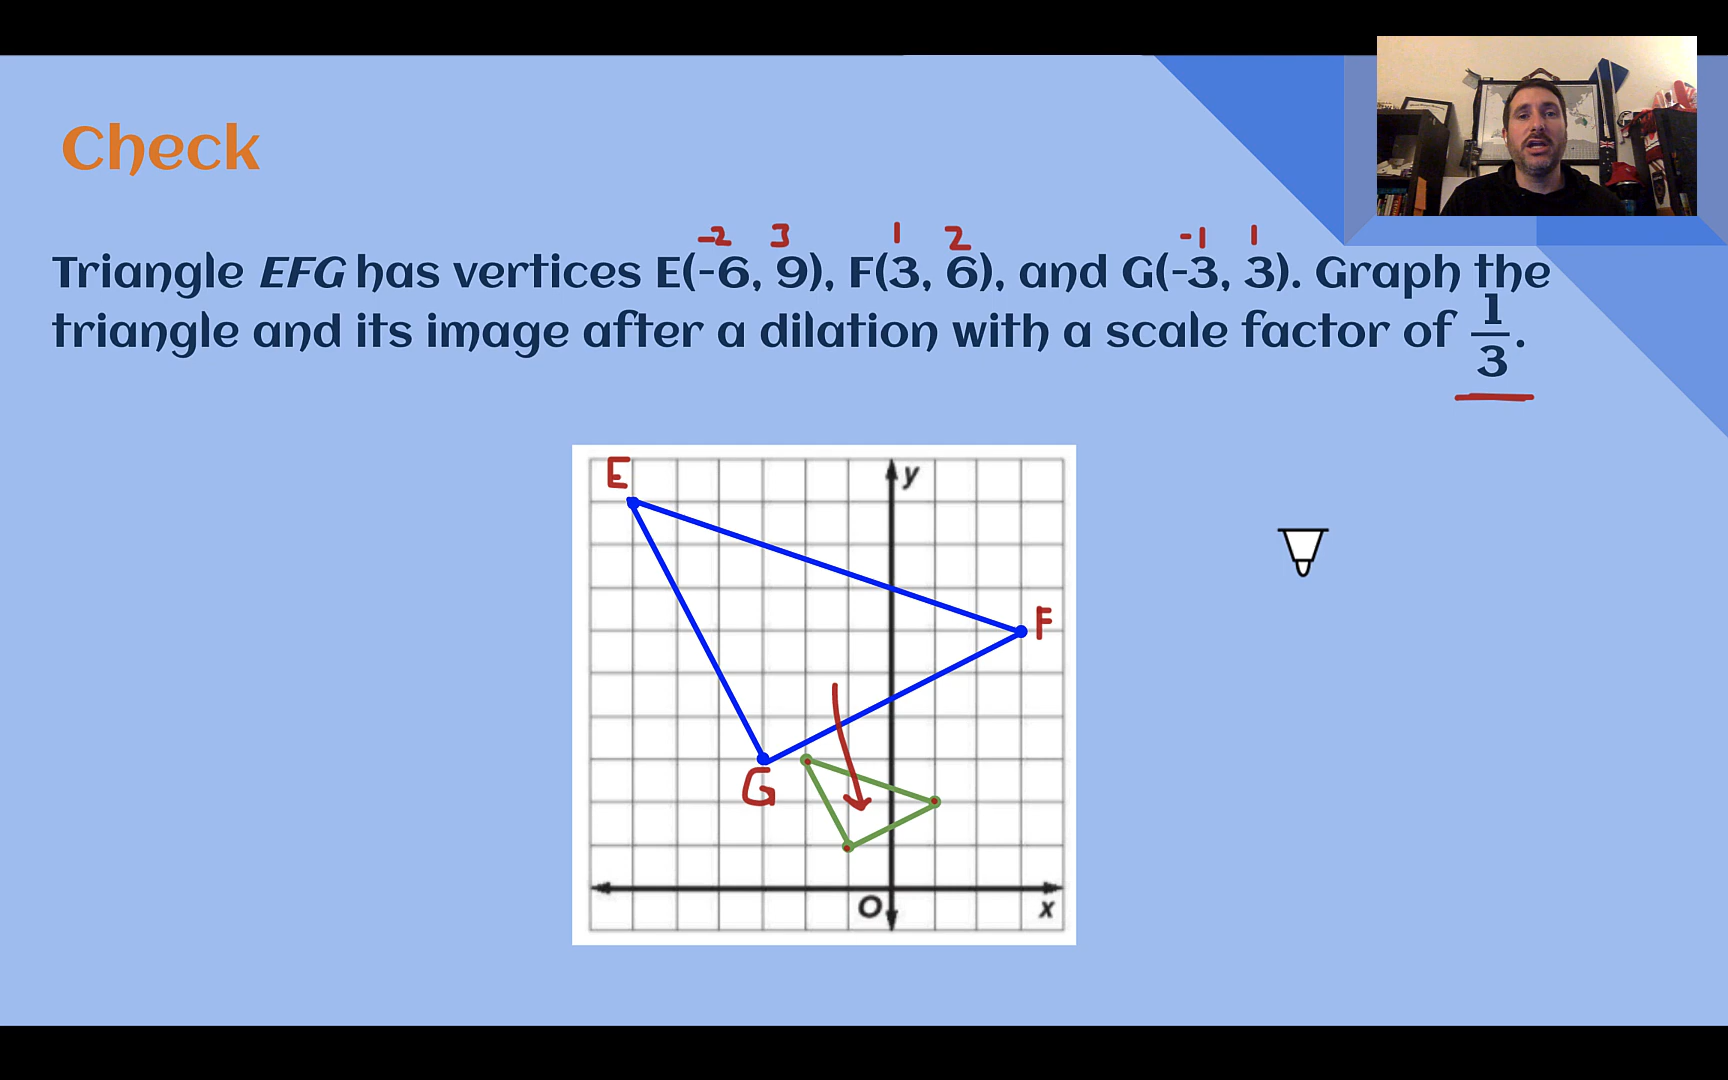 Check
-2 3 1 2 -1 1
Triangle EFG has vertices E(-6, 9), F(3, 6), and G(-3, 3). Graph the
triangle and its image after a dilation with a scale factor of 1/3.
E
y
F
G
O
x